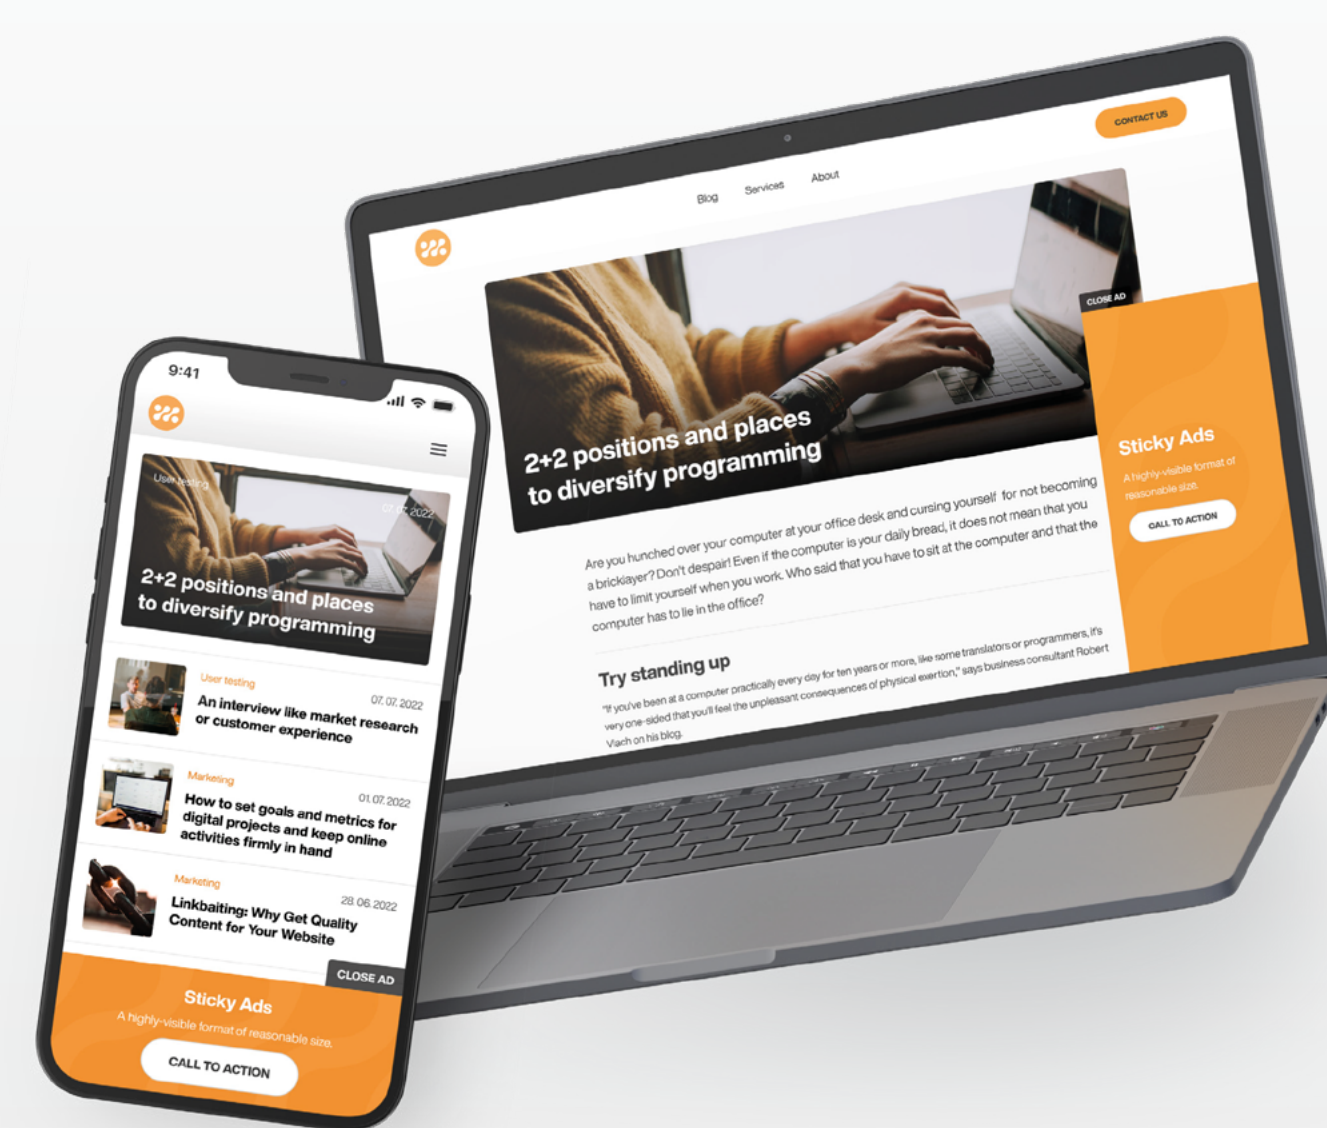 CONTACT US
Blog
Services
About
2+2 positions and places
to diversify programming
CLOSE AD
Sticky Ads
A highly-visible format of
reasonable size.
CALL TO ACTION
Are you hunched over your computer at your office desk and cursing yourself for not becoming
a bricklayer? Don't despair! Even if the computer is your daily bread, it does not mean that you
have to limit yourself when you work. Who said that you have to sit at the computer and that the
computer has to lie in the office?
Try standing up
"If you've been at a computer practically every day for ten years or more, like some translators or programmers, it's
very one-sided that you'll feel the unpleasant consequences of physical exertion," says business consultant Robert
Vlach on his blog.
9:41
User testing
07. 07. 2022
2+2 positions and places
to diversify programming
User testing
07. 07. 2022
An interview like market research
or customer experience
Marketing
01. 07. 2022
How to set goals and metrics for
digital projects and keep online
activities firmly in hand
Marketing
28. 06. 2022
Linkbaiting: Why Get Quality
Content for Your Website
CLOSE AD
Sticky Ads
A highly-visible format of reasonable size.
CALL TO ACTION